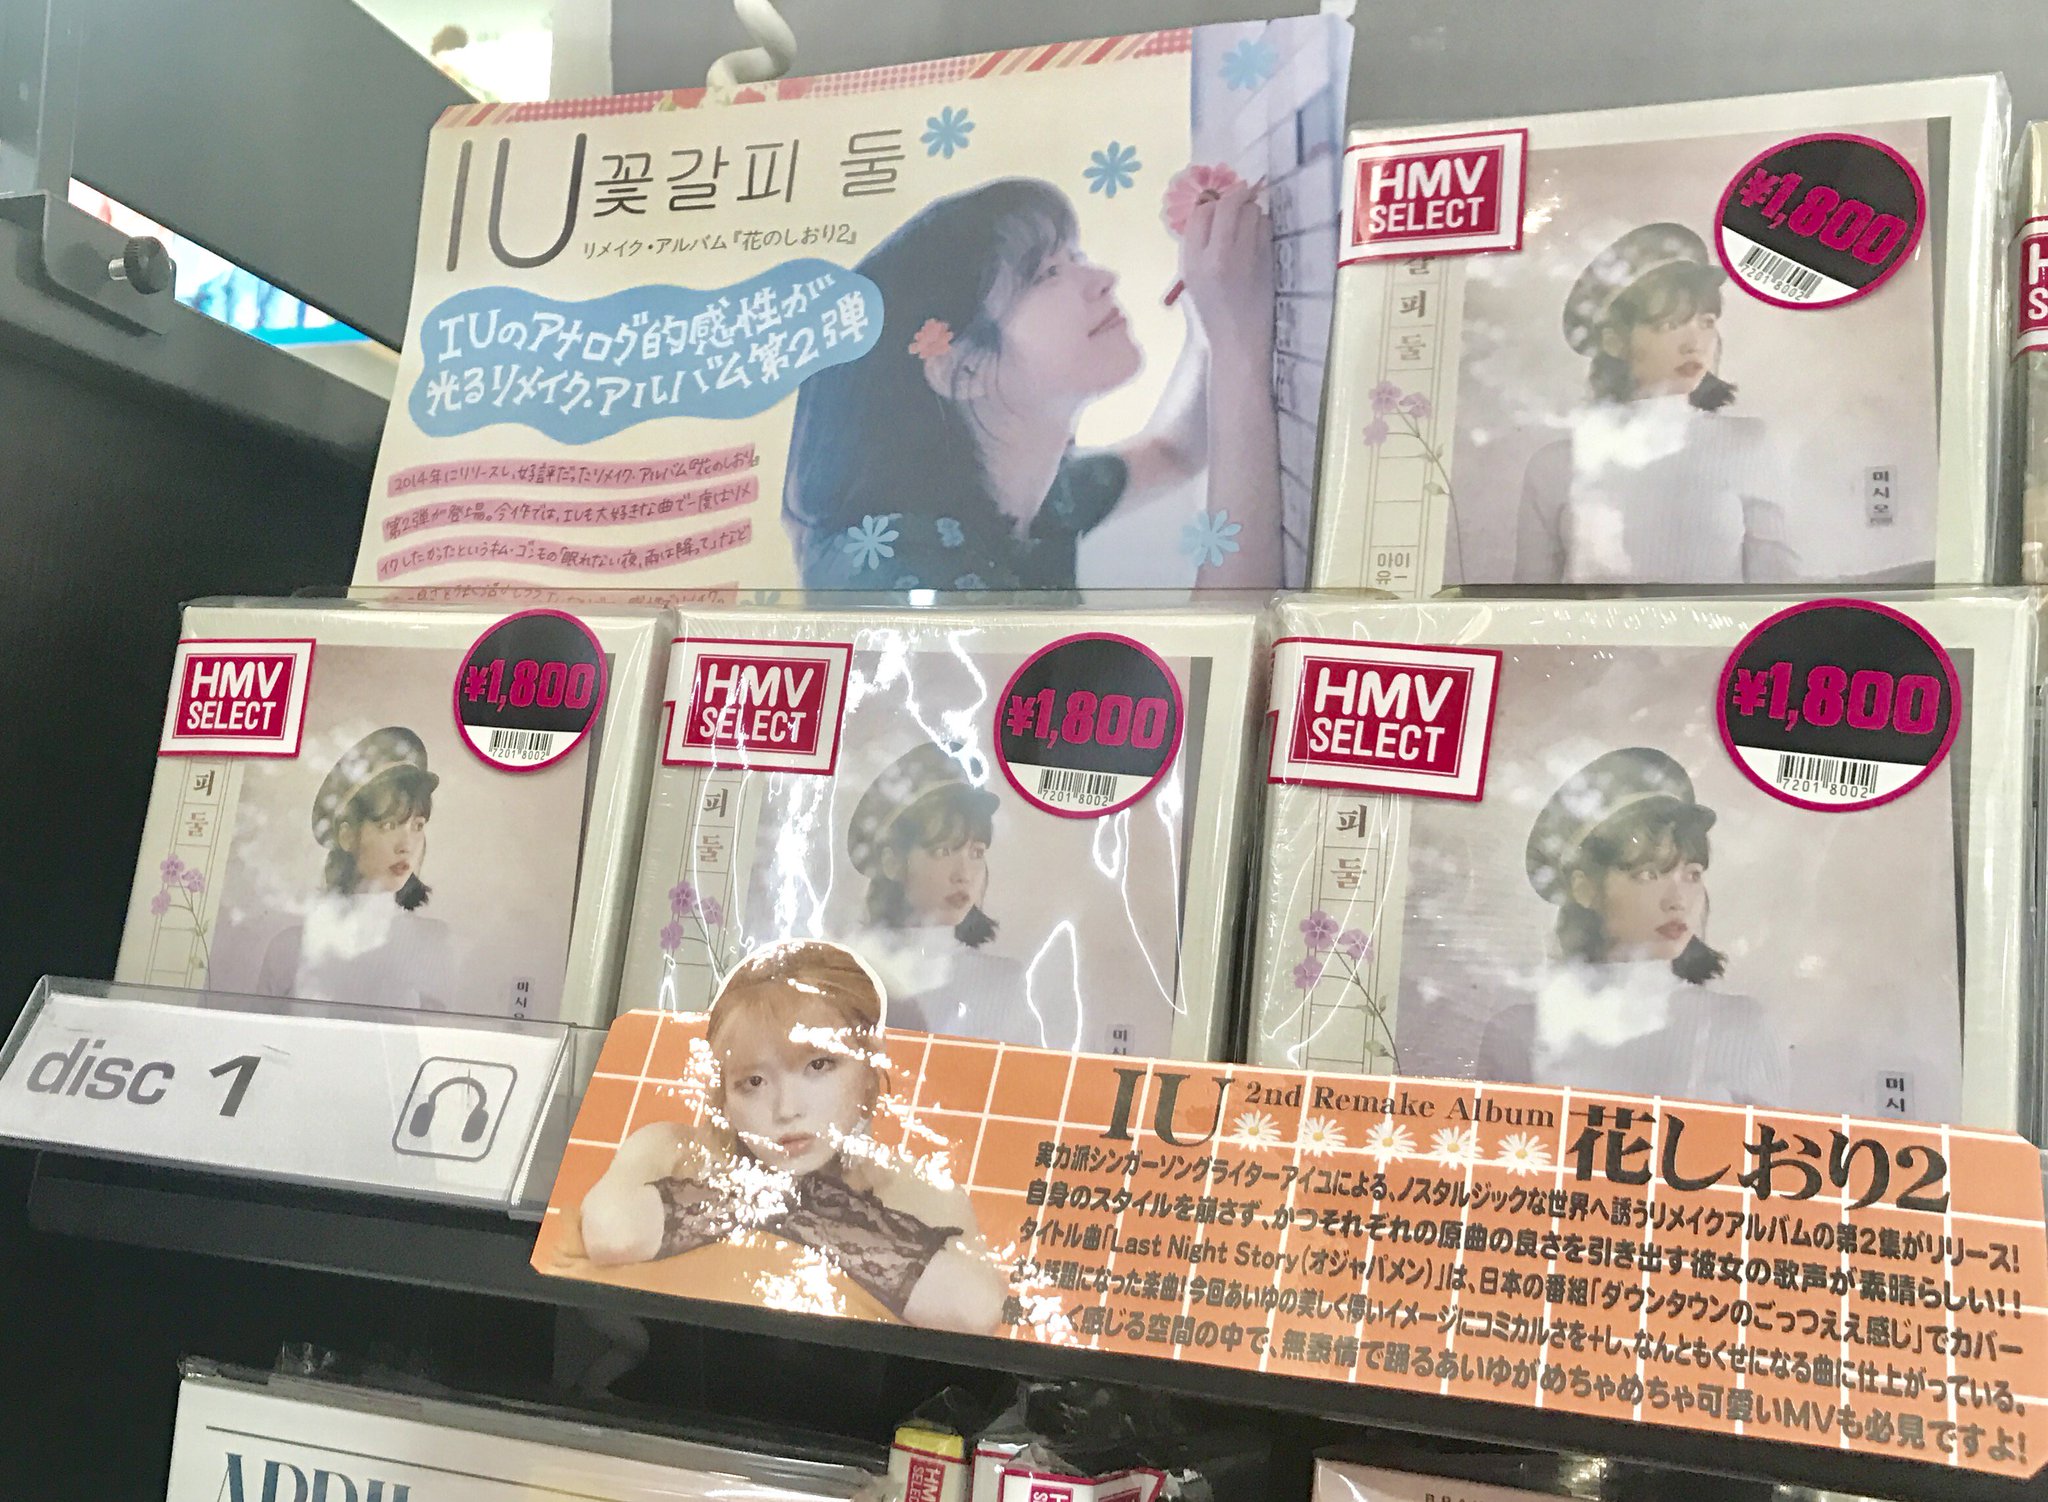 IU 꽃갈피 둘
リメイク・アルバム『花のしおり2』
IUのアナログ的感性が
光るリメイク・アルバム第2弾
2014年にリリースし、好評だったリメイク・アルバム『花のしおり』
第2弾が登場。今作では、IUも大好きな曲で一度はリメ
イクしたかったというキム・ゴンモの「眠れない夜、雨は降って」など
HMV
SELECT
¥1,800
7201 8002
갈
피
둘
미
시
오
아이
유
HMV
SELECT
¥1,800
7201 8002
피
둘
미
시
HMV
SELECT
¥1,800
7201 8002
피
둘
미
시
HMV
SELECT
¥1,800
7201 8002
피
둘
미
시
disc 1
IU 2nd Remake Album 花しおり2
実力派シンガーソングライターアイユによる、ノスタルジックな世界へ誘うリメイクアルバムの第2集がリリース!
自身のスタイルを崩さず、かつそれぞれの原曲の良さを引き出す彼女の歌声が素晴らしい!!
タイトル曲「Last Night Story(オジャパメン)」は、日本の番組「ダウンタウンのごっつええ感じ」でカバー
され話題になった楽曲!今回あいゆの美しく儚いイメージにコミカルさを+し、なんともくせになる曲に仕上がっている。
く感じる空間の中で、無表情で踊るあいゆがめちゃめちゃ可愛いMVも必見ですよ!
APRIL
HMV